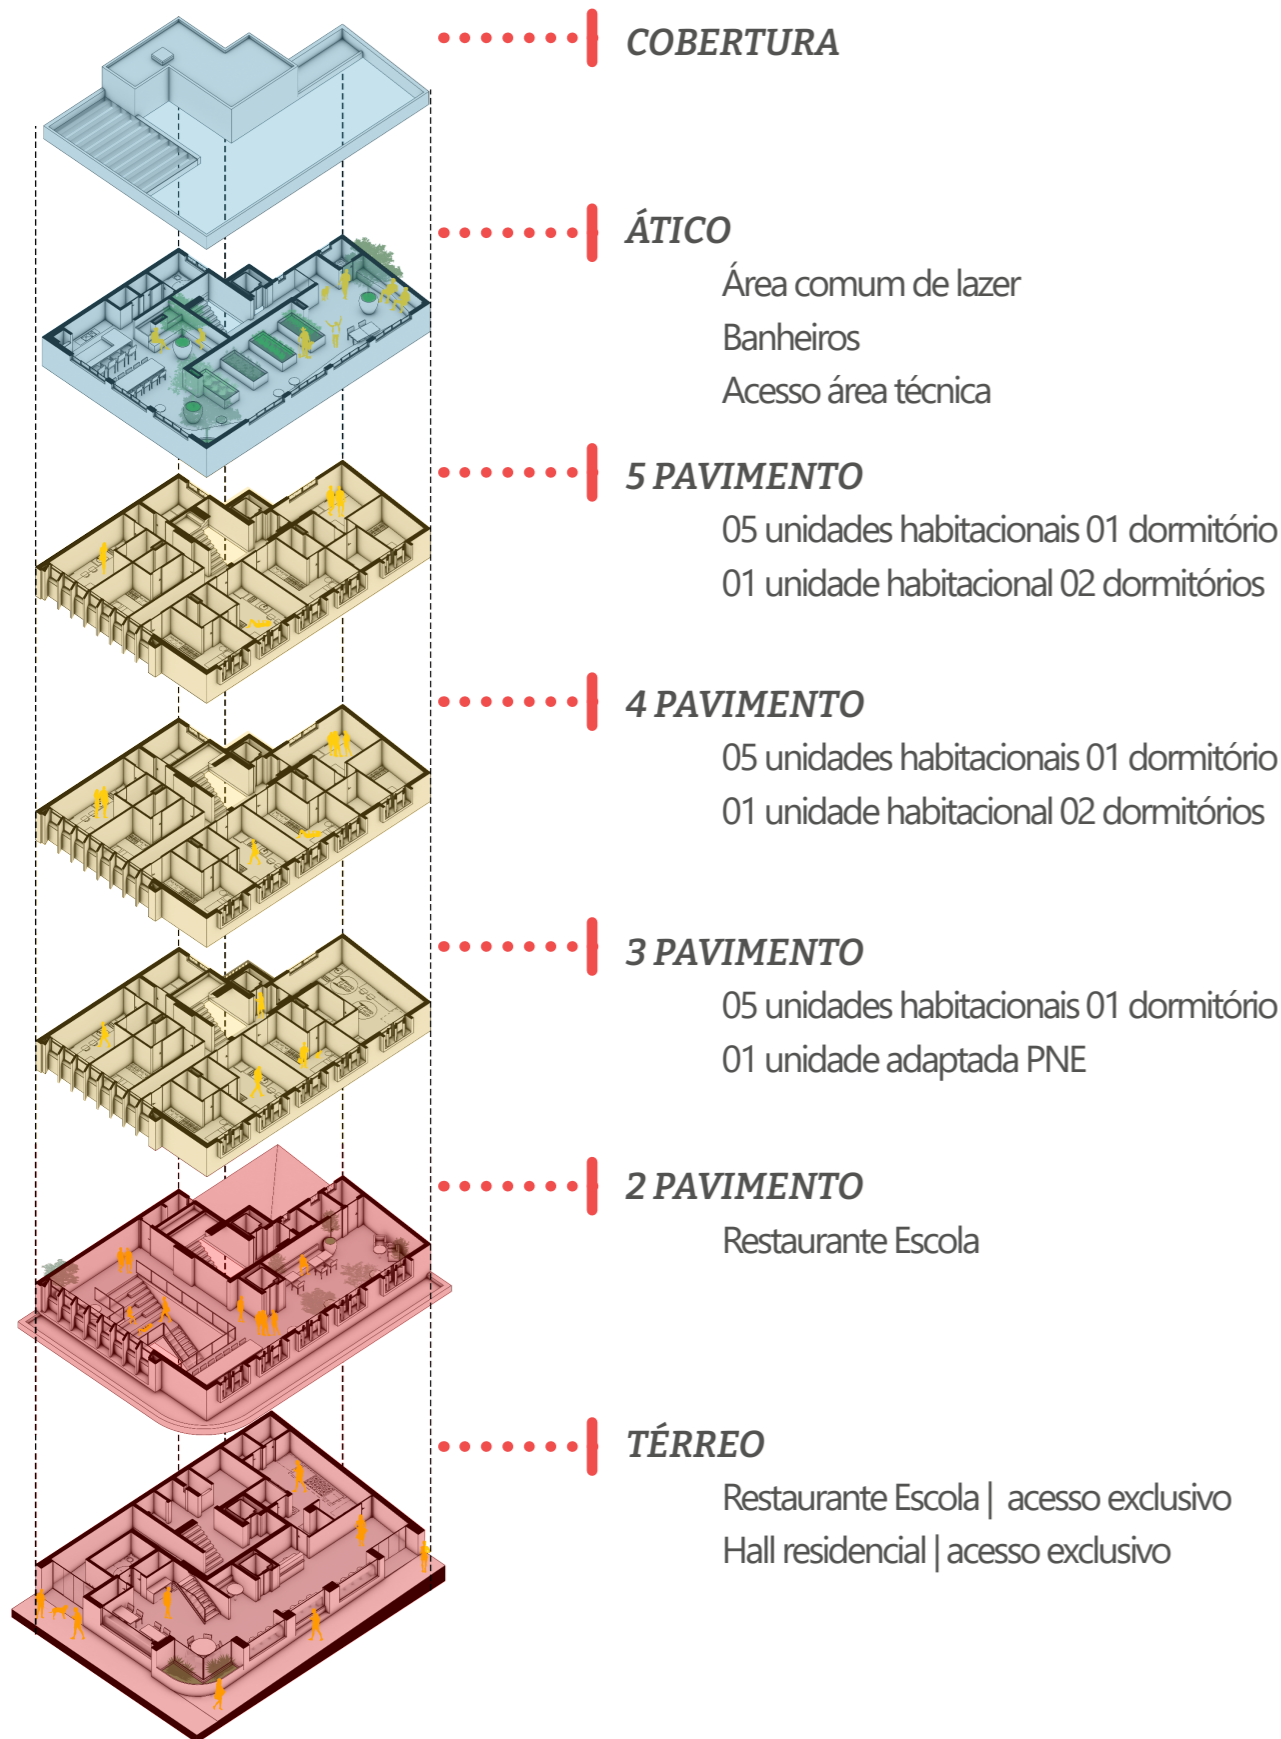 COBERTURA
ÁTICO
Área comum de lazer
Banheiros
Acesso área técnica
5 PAVIMENTO
05 unidades habitacionais 01 dormitório
01 unidade habitacional 02 dormitórios
4 PAVIMENTO
05 unidades habitacionais 01 dormitório
01 unidade habitacional 02 dormitórios
3 PAVIMENTO
05 unidades habitacionais 01 dormitório
01 unidade adaptada PNE
2 PAVIMENTO
Restaurante Escola
TÉRREO
Restaurante Escola | acesso exclusivo
Hall residencial | acesso exclusivo